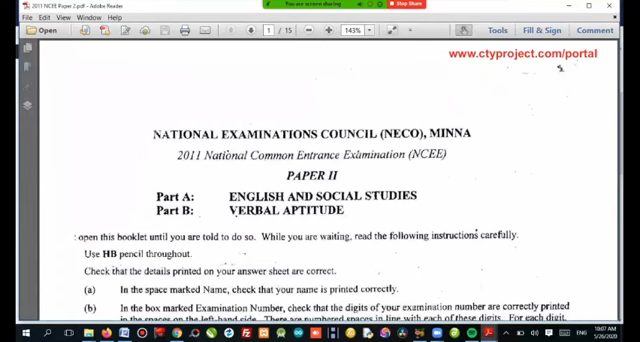 2011 NCEE Paper 2.pdf - Adobe Reader
You are screen sharing
Stop Share
File Edit View Window Help
Open
1 / 15
143%
Tools
Fill & Sign
Comment
www.ctyproject.com/portal
NATIONAL EXAMINATIONS COUNCIL (NECO), MINNA
2011 National Common Entrance Examination (NCEE)
PAPER II
Part A: ENGLISH AND SOCIAL STUDIES
Part B: VERBAL APTITUDE
open this booklet until you are told to do so. While you are waiting, read the following instructions carefully.
Use HB pencil throughout.
Check that the details printed on your answer sheet are correct.
(a) In the space marked Name, check that your name is printed correctly.
(b) In the box marked Examination Number, check that the digits of your examination number are correctly printed
in the spaces on the left-hand side. There are numbered spaces in line with each of these digits. For each digit,
ENG
10:07 AM
5/26/2020